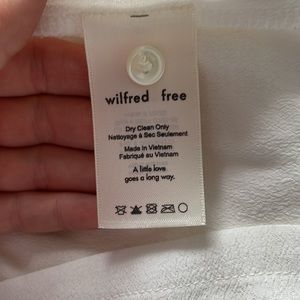 wilfred free
Dry Clean Only
Nettoyage à Sec Seulement
Made in Vietnam
Fabriqué au Vietnam
A little love
goes a long way.